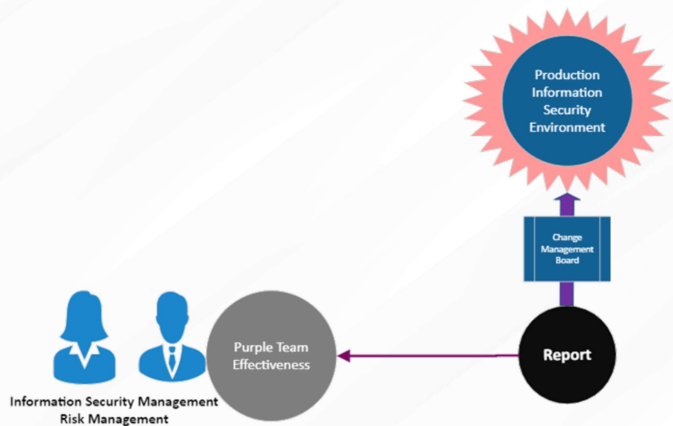 Production
Information
Security
Environment
Change
Management
Board
Report
Purple Team
Effectiveness
Information Security Management
Risk Management